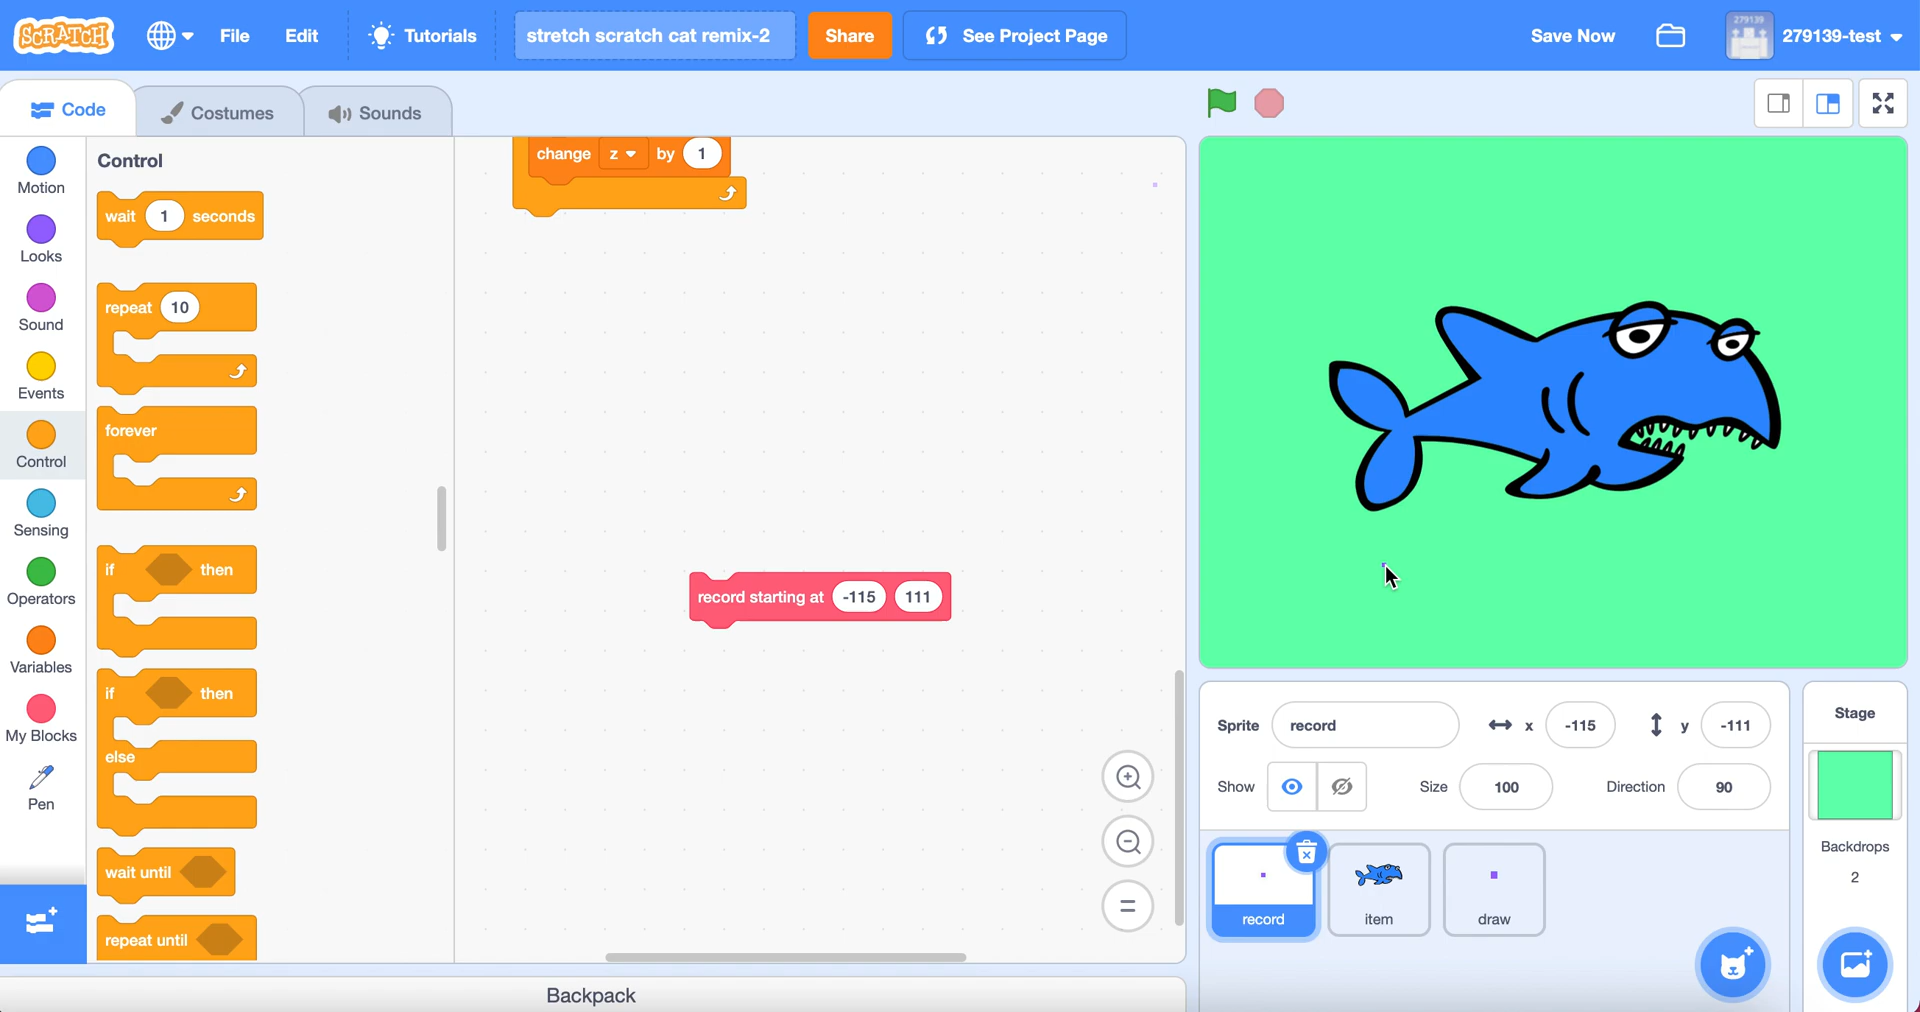 SCRATCH File Edit Tutorials stretch scratch cat remix-2 Share See Project Page Save Now 279139-test
279139
Code Costumes Sounds
Motion
Looks
Sound
Events
Control
Sensing
Operators
Variables
My Blocks
Pen
Control
wait 1 seconds
repeat 10
forever
if then
if then
else
wait until
repeat until
change z by 1
record starting at -115 111
Backpack
Sprite record x -115 y -111
Show Size 100 Direction 90
record item draw
Stage
Backdrops
2